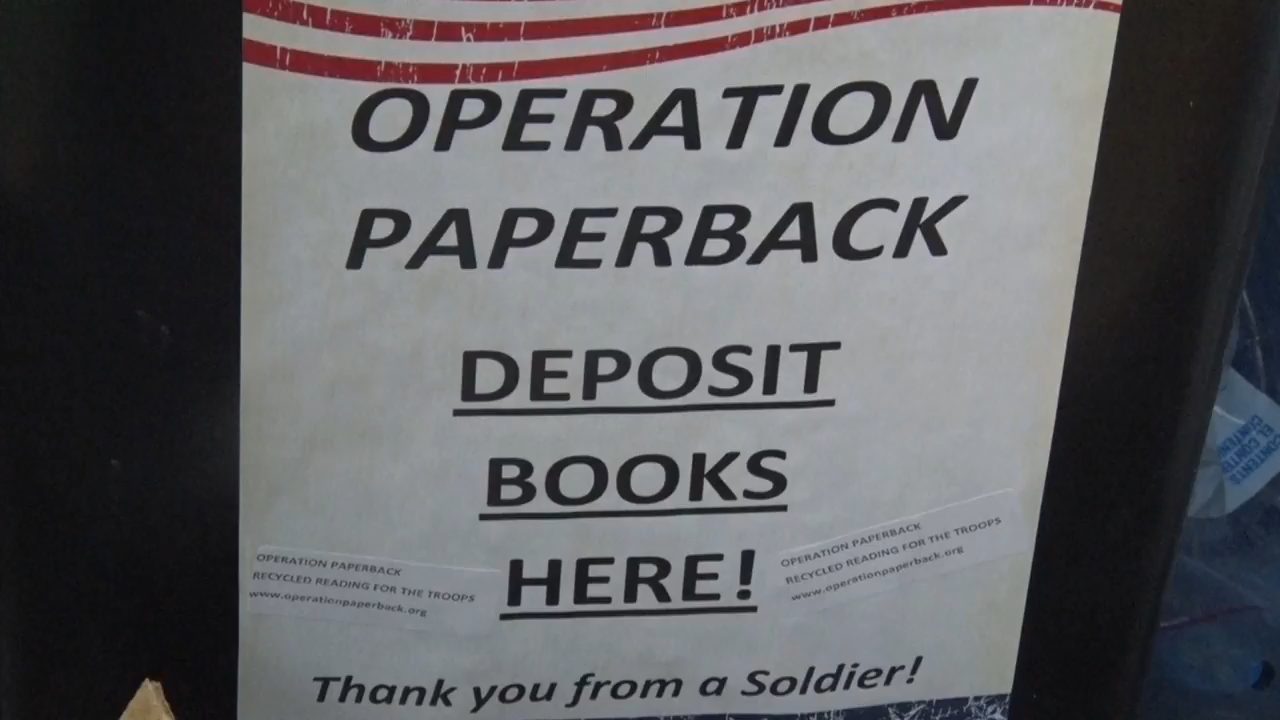 OPERATION
PAPERBACK
DEPOSIT
BOOKS
HERE!
OPERATION PAPERBACK
RECYCLED READING FOR THE TROOPS
www.operationpaperback.org
OPERATION PAPERBACK
RECYCLED READING FOR THE TROOPS
www.operationpaperback.org
Thank you from a Soldier!
CONTENTS